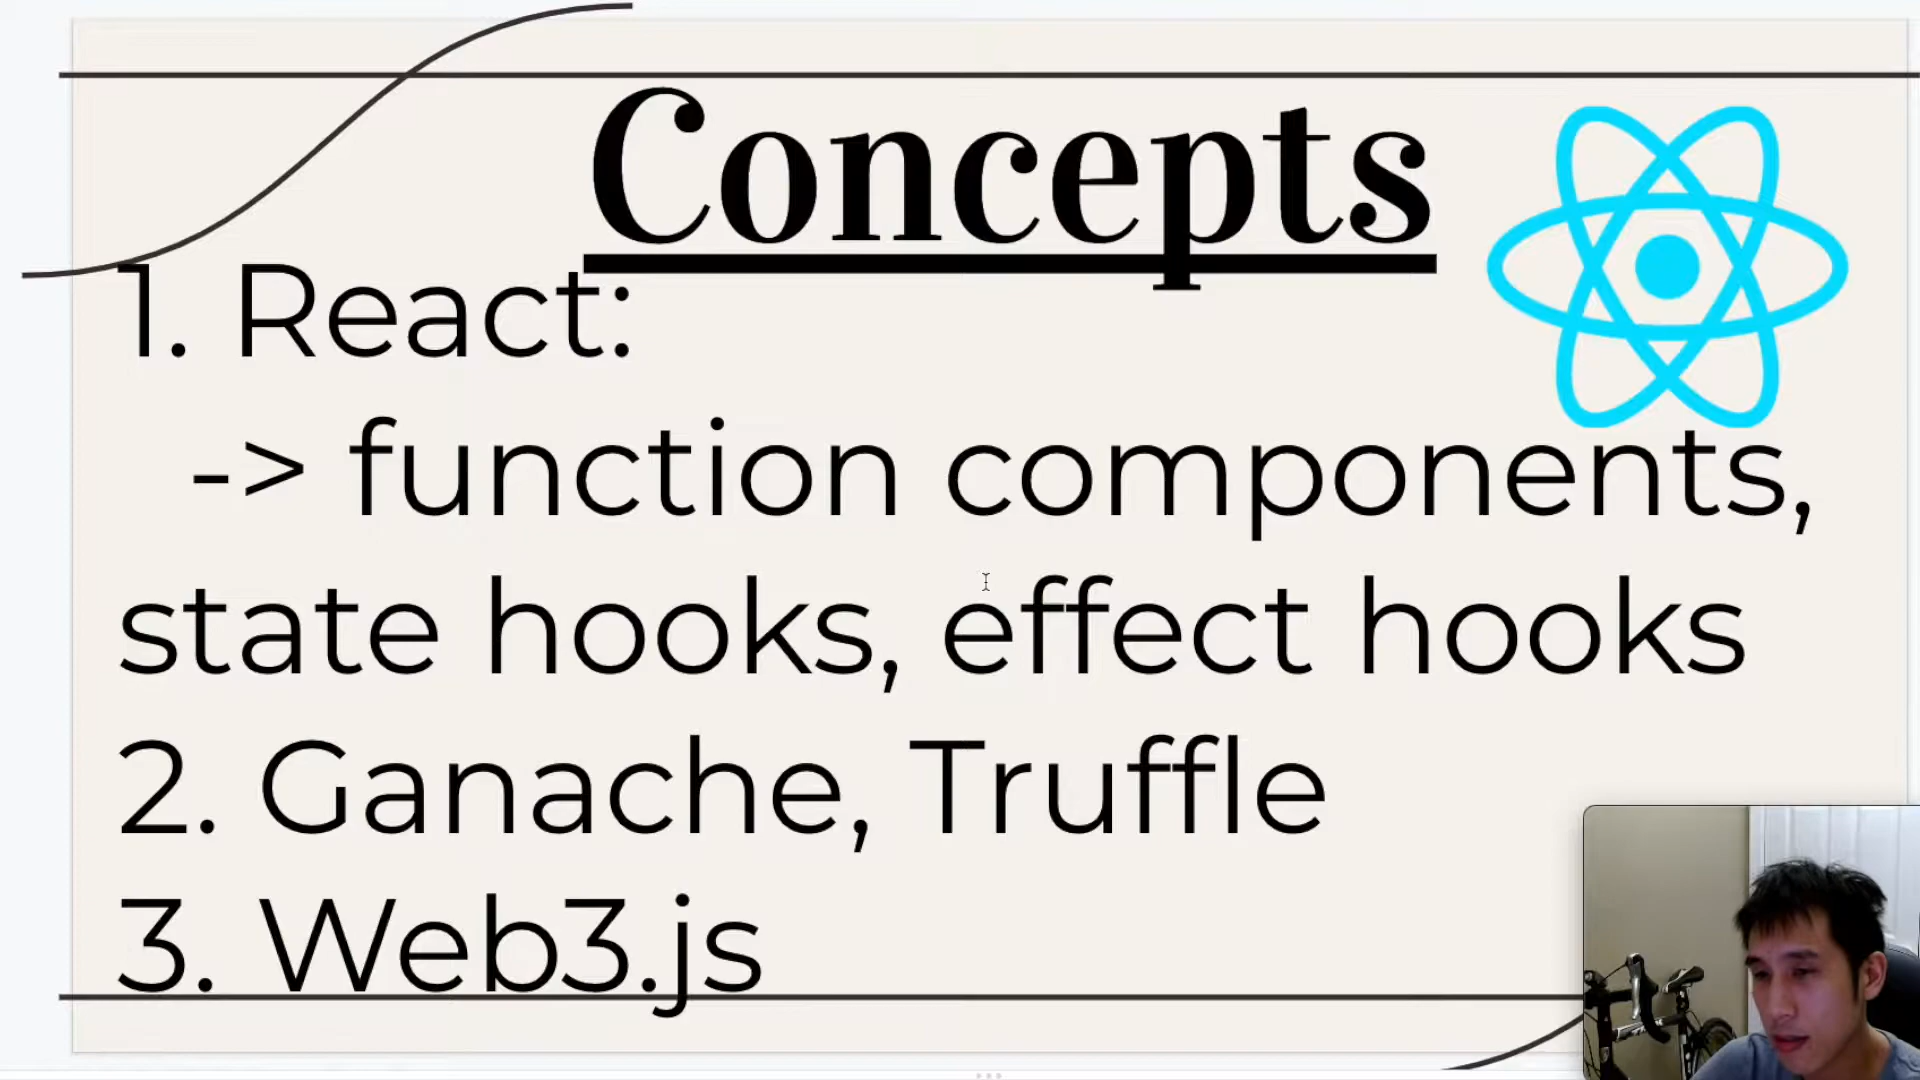 Concepts
1. React:
-> function components,
state hooks, effect hooks
2. Ganache, Truffle
3. Web3.js